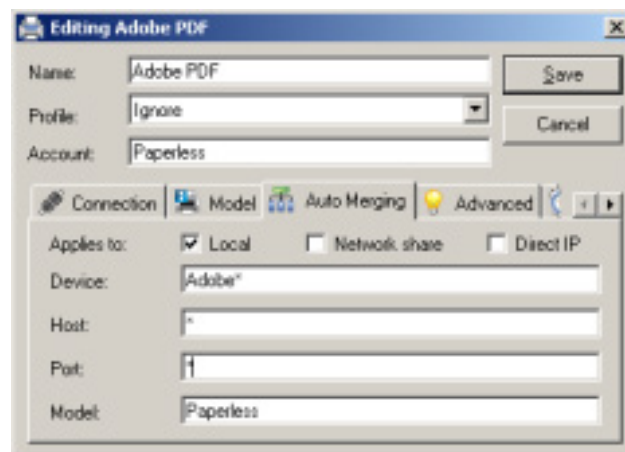 Editing Adobe PDF
Name: Adobe PDF Save
Profile: Ignore Cancel
Account: Paperless
Connection Model Auto Merging Advanced
Applies to: Local Network share Direct IP
Device: Adobe*
Host: *
Port: *
Model: Paperless